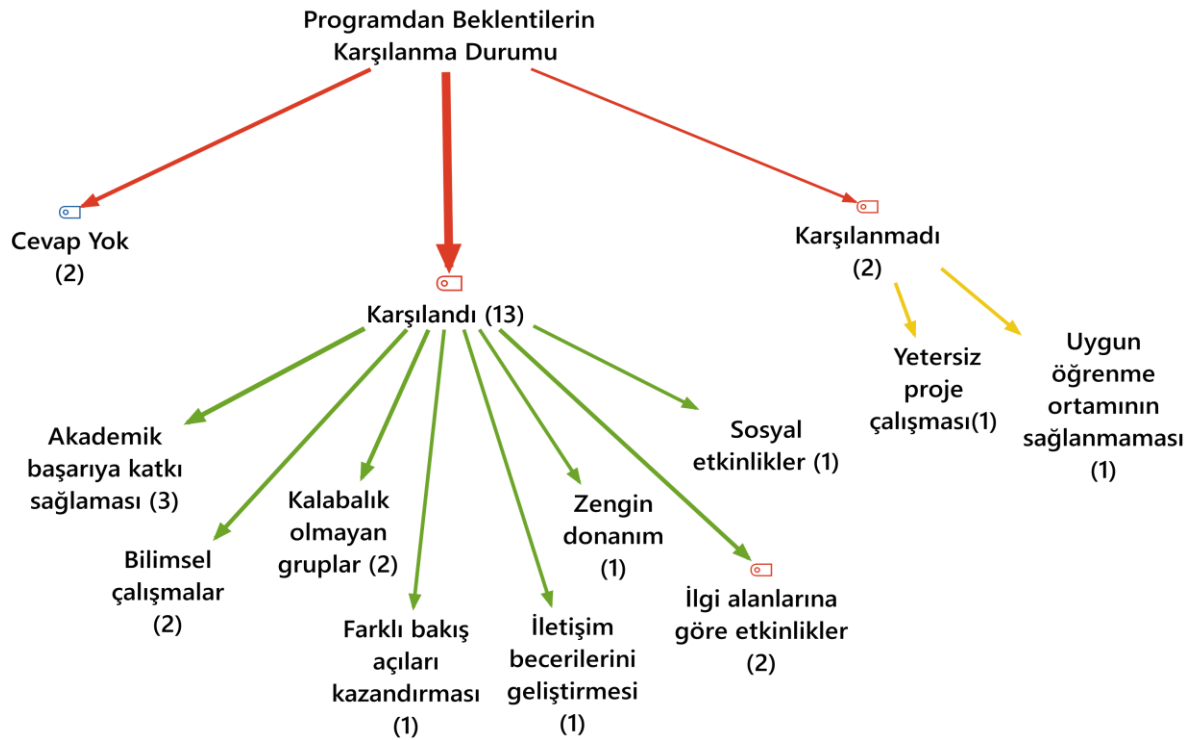 Programdan Beklentilerin
Karşılanma Durumu
Cevap Yok
(2)
Karşılandı (13)
Karşılanmadı
(2)
Akademik
başarıya katkı
sağlaması (3)
Bilimsel
çalışmalar
(2)
Kalabalık
olmayan
gruplar (2)
Farklı bakış
açıları
kazandırması
(1)
İletişim
becerilerini
geliştirmesi
(1)
Zengin
donanım
(1)
İlgi alanlarına
göre etkinlikler
(2)
Sosyal
etkinlikler (1)
Yetersiz
proje
çalışması(1)
Uygun
öğrenme
ortamının
sağlanmaması
(1)